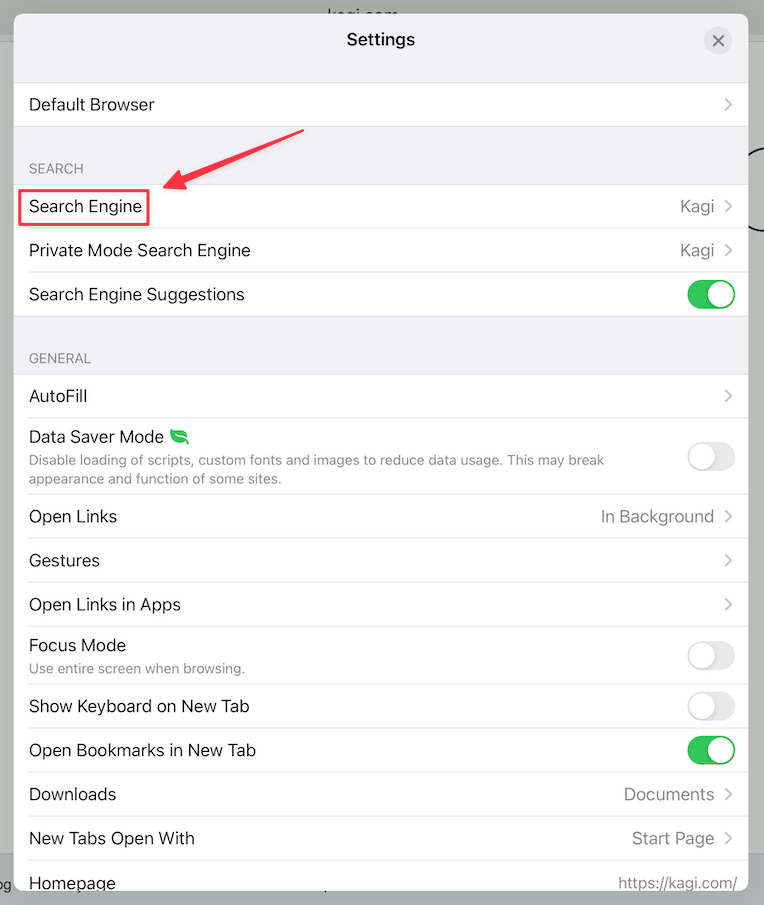 Settings
Default Browser
SEARCH
Search Engine Kagi
Private Mode Search Engine Kagi
Search Engine Suggestions
GENERAL
AutoFill
Data Saver Mode
Disable loading of scripts, custom fonts and images to reduce data usage. This may break
appearance and function of some sites.
Open Links In Background
Gestures
Open Links in Apps
Focus Mode
Use entire screen when browsing.
Show Keyboard on New Tab
Open Bookmarks in New Tab
Downloads Documents
New Tabs Open With Start Page
Homepage https://kagi.com/